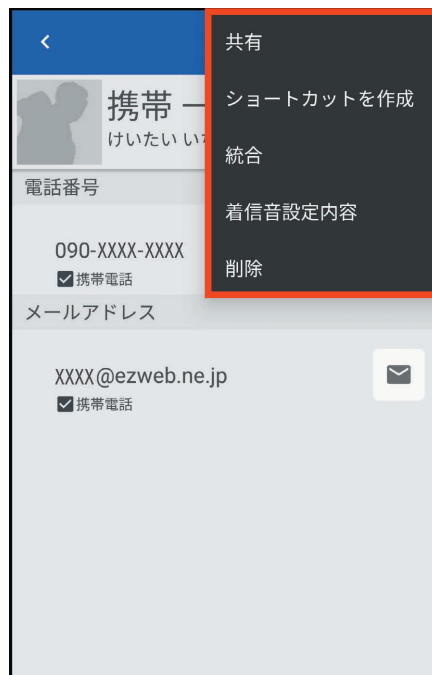 共有
ショートカットを作成
統合
着信音設定内容
削除
携帯 一
けいたい い
電話番号
090-XXXX-XXXX
携帯電話
メールアドレス
XXXX@ezweb.ne.jp
携帯電話